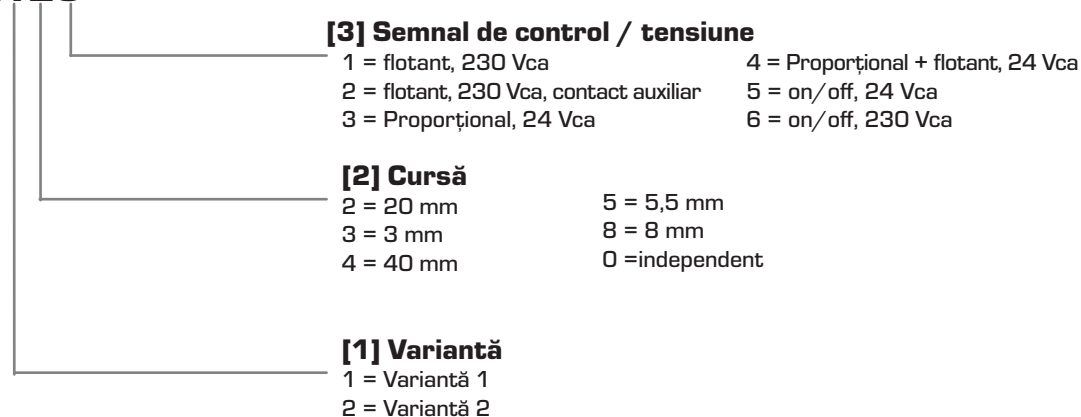 [3] Semnal de control / tensiune
1 = flotant, 230 Vca
2 = flotant, 230 Vca, contact auxiliar
3 = Proporțional, 24 Vca
4 = Proporțional + flotant, 24 Vca
5 = on/off, 24 Vca
6 = on/off, 230 Vca
[2] Cursă
2 = 20 mm
3 = 3 mm
4 = 40 mm
5 = 5,5 mm
8 = 8 mm
0 =independent
[1] Variantă
1 = Variantă 1
2 = Variantă 2